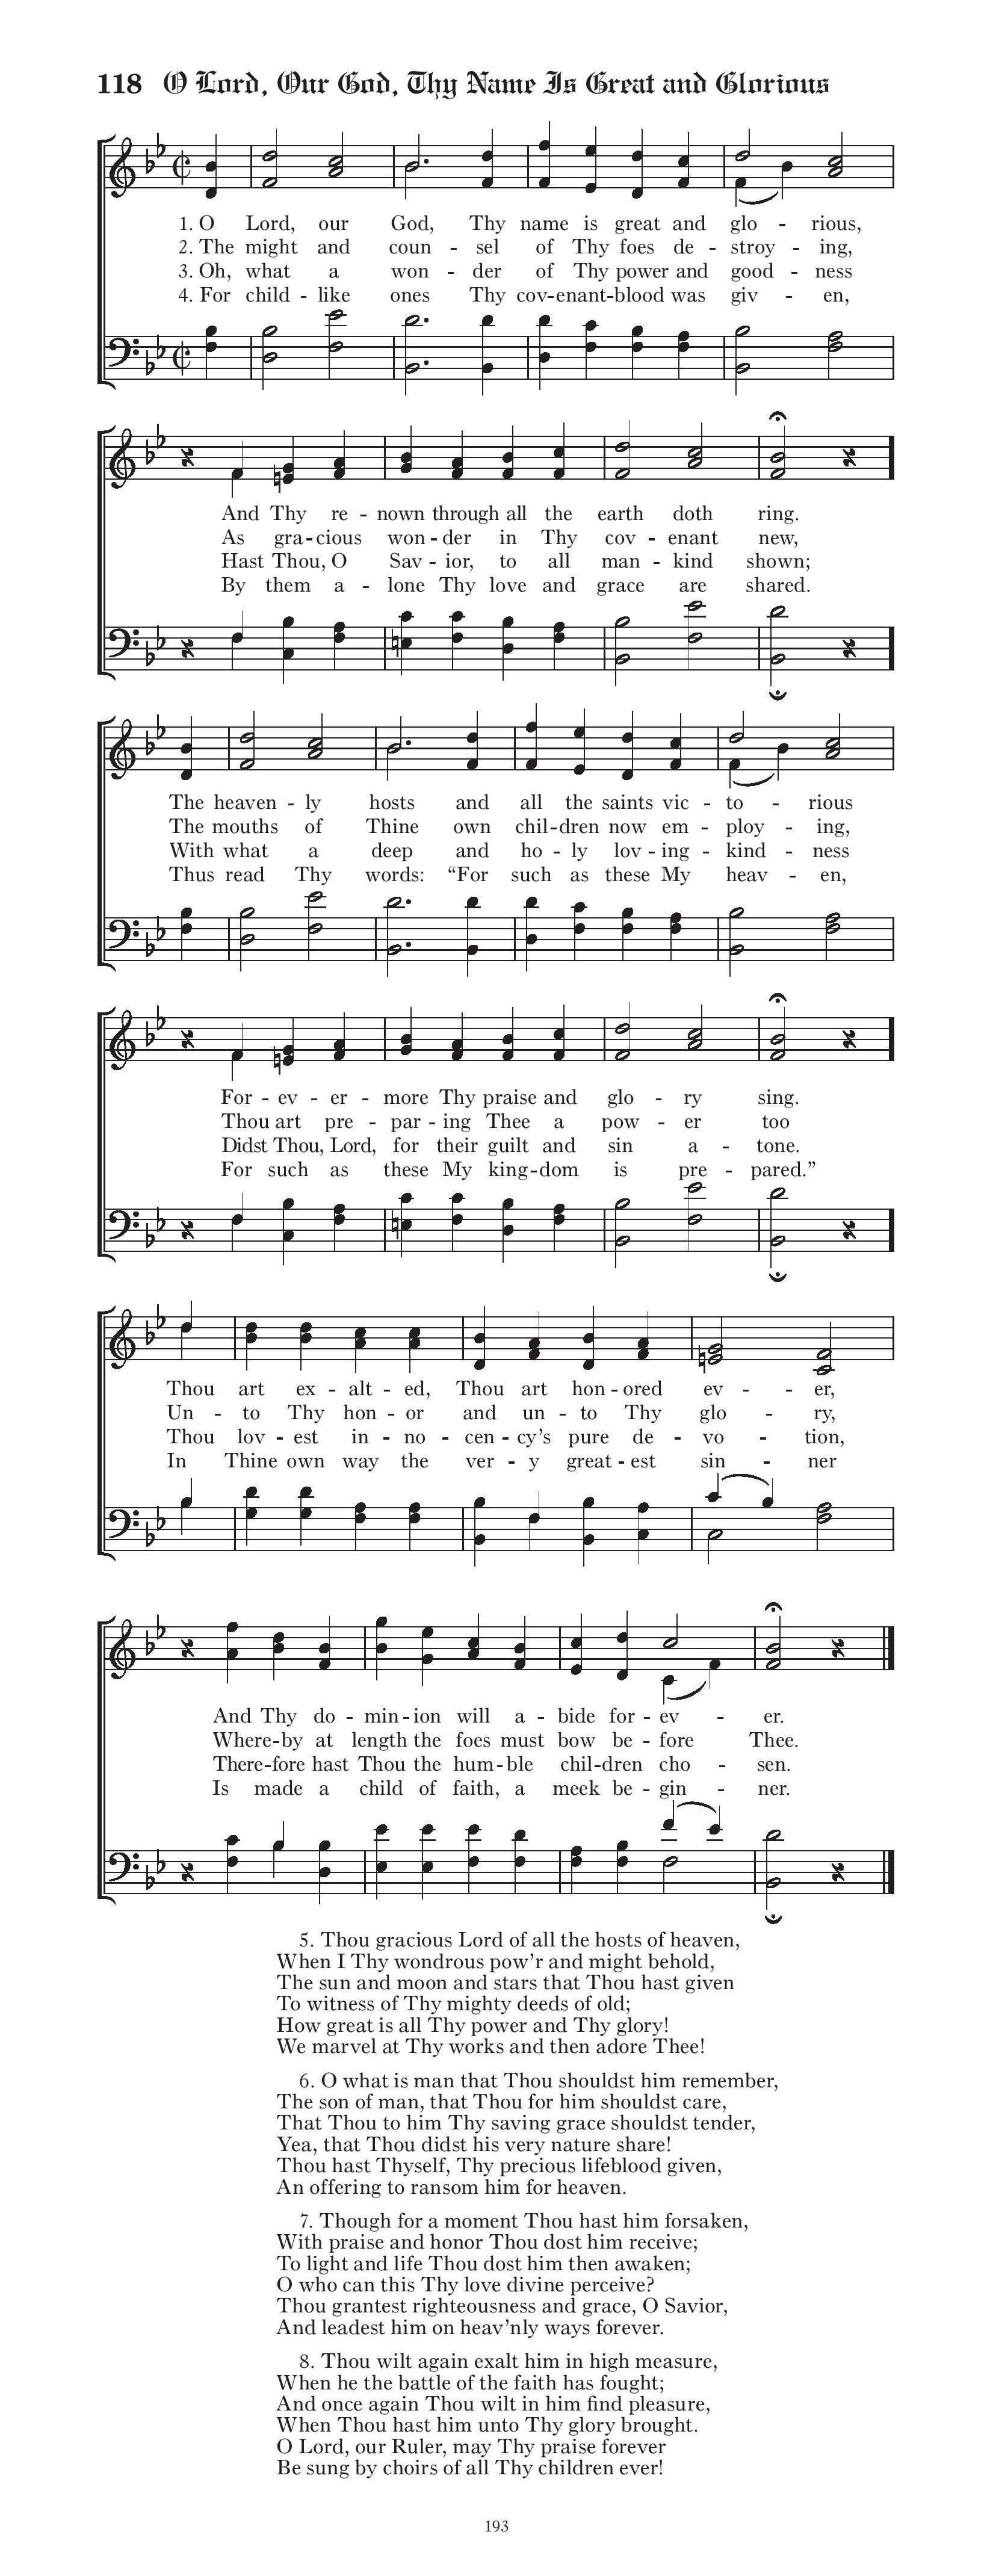 118 O Lord, Our God, Thy Name Is Great and Glorious
1. O Lord, our God, Thy name is great and glo - rious,
2. The might and coun - sel of Thy foes de - stroy - ing,
3. Oh, what a won - der of Thy power and good - ness
4. For child - like ones Thy cov - enant - blood was giv - en,
And Thy re - nown through all the earth doth ring.
As gra - cious won - der in Thy cov - enant new,
Hast Thou, O Sav - ior, to all man - kind shown;
By them a - lone Thy love and grace are shared.
The heaven - ly hosts and all the saints vic - to - rious
The mouths of Thine own chil - dren now em - ploy - ing,
With what a deep and ho - ly lov - ing - kind - ness
Thus read Thy words: “For such as these My heav - en,
For - ev - er - more Thy praise and glo - ry sing.
Thou art pre - par - ing Thee a pow - er too
Didst Thou, Lord, for their guilt and sin a - tone.
For such as these My king - dom is pre - pared.”
Thou art ex - alt - ed, Thou art hon - ored ev - er,
Un - to Thy hon - or and un - to Thy glo - ry,
Thou lov - est in - no - cen - cy’s pure de - vo - tion,
In Thine own way the ver - y great - est sin - ner
And Thy do - min - ion will a - bide for - ev - er.
Where - by at length the foes must bow be - fore Thee.
There - fore hast Thou the hum - ble chil - dren cho - sen.
Is made a child of faith, a meek be - gin - ner.
5. Thou gracious Lord of all the hosts of heaven,
When I Thy wondrous pow’r and might behold,
The sun and moon and stars that Thou hast given
To witness of Thy mighty deeds of old;
How great is all Thy power and Thy glory!
We marvel at Thy works and then adore Thee!
6. O what is man that Thou shouldst him remember,
The son of man, that Thou for him shouldst care,
That Thou to him Thy saving grace shouldst tender,
Yea, that Thou didst his very nature share!
Thou hast Thyself, Thy precious lifeblood given,
An offering to ransom him for heaven.
7. Though for a moment Thou hast him forsaken,
With praise and honor Thou dost him receive;
To light and life Thou dost him then awaken;
O who can this Thy love divine perceive?
Thou grantest righteousness and grace, O Savior,
And leadest him on heav’nly ways forever.
8. Thou wilt again exalt him in high measure,
When he the battle of the faith has fought;
And once again Thou wilt in him find pleasure,
When Thou hast him unto Thy glory brought.
O Lord, our Ruler, may Thy praise forever
Be sung by choirs of all Thy children ever!
193